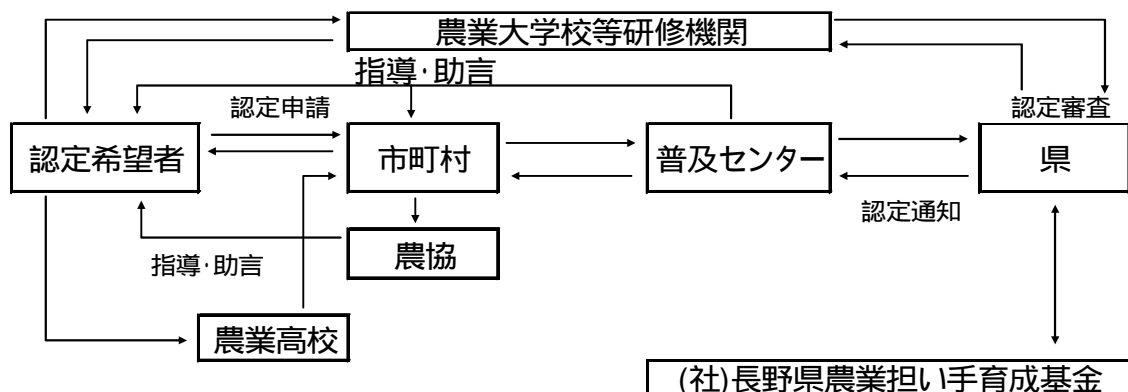 農業大学校等研修機関
指導・助言
認定申請
認定審査
認定希望者
市町村
普及センター
県
認定通知
農協
指導・助言
農業高校
(社)長野県農業担い手育成基金